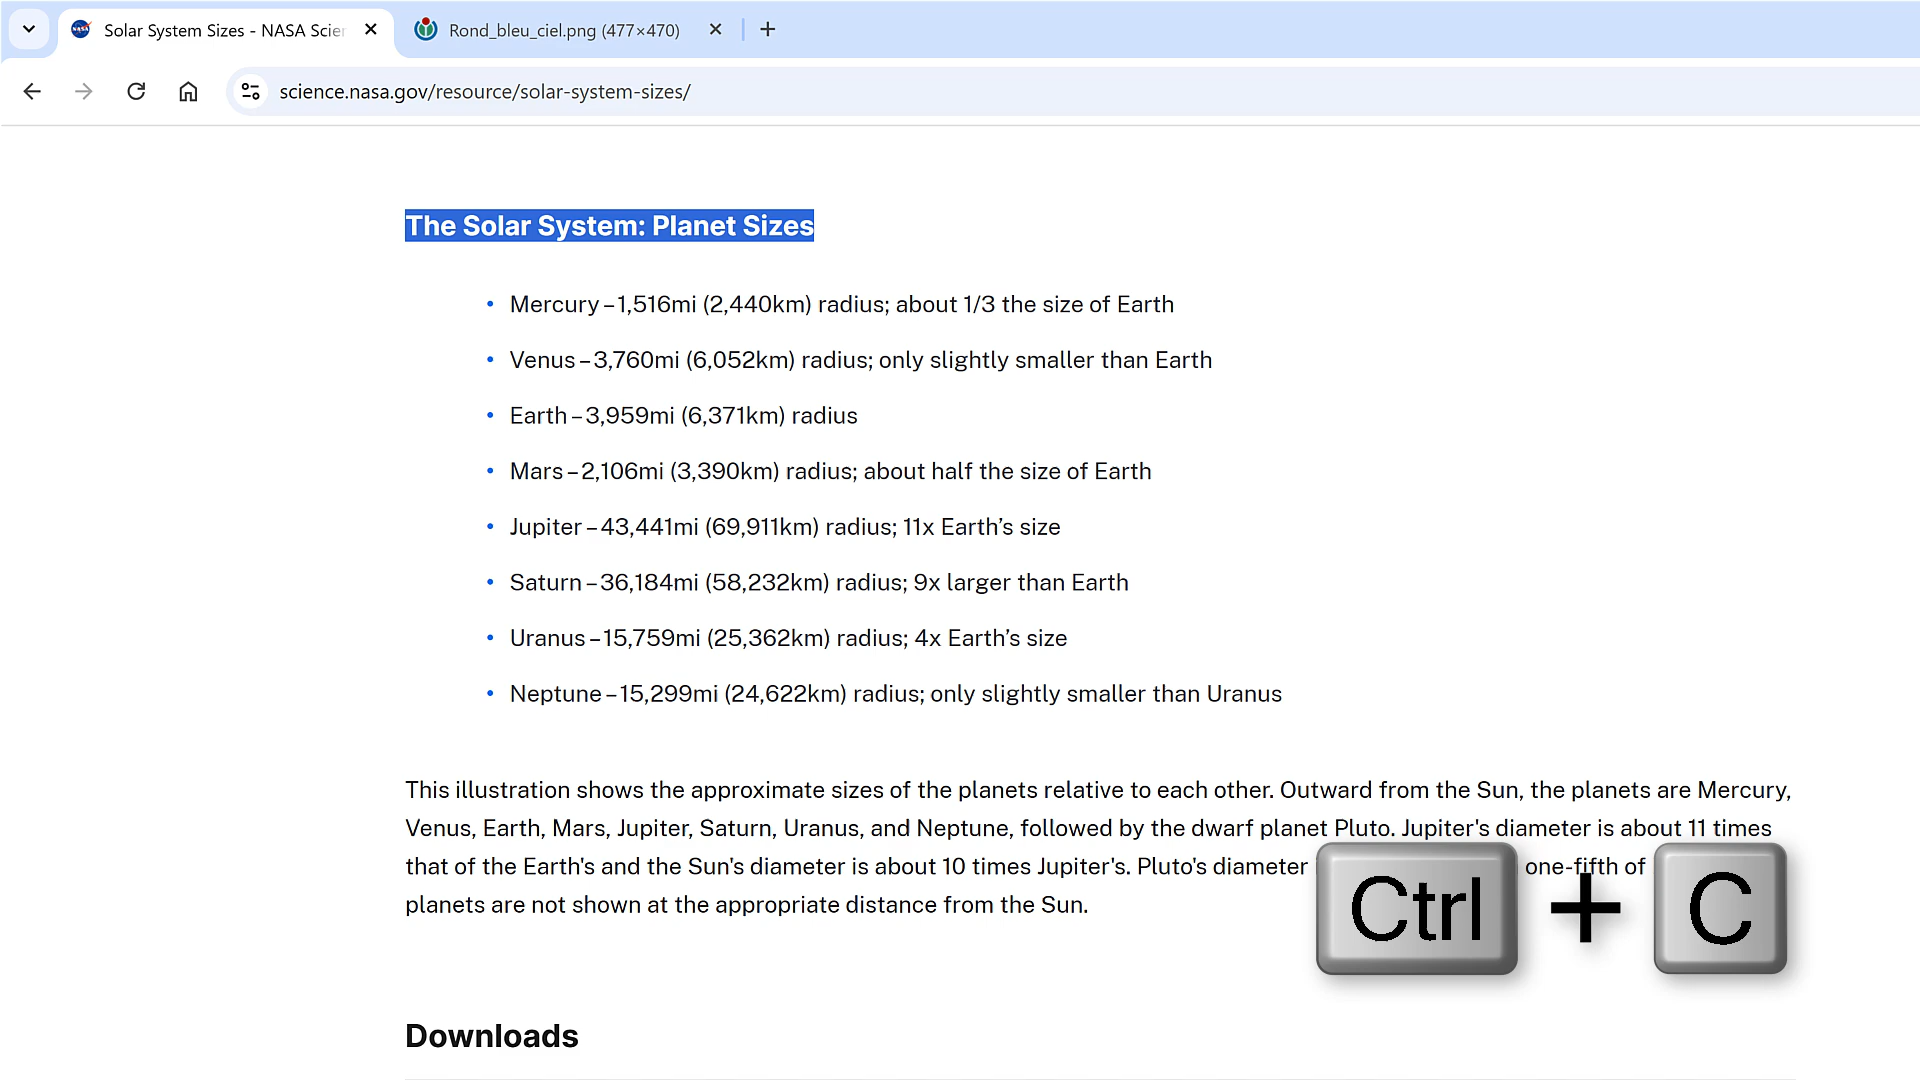 Solar System Sizes - NASA Scier
Rond_bleu_ciel.png (477×470)
science.nasa.gov/resource/solar-system-sizes/
The Solar System: Planet Sizes
• Mercury – 1,516mi (2,440km) radius; about 1/3 the size of Earth
• Venus – 3,760mi (6,052km) radius; only slightly smaller than Earth
• Earth – 3,959mi (6,371km) radius
• Mars – 2,106mi (3,390km) radius; about half the size of Earth
• Jupiter – 43,441mi (69,911km) radius; 11x Earth’s size
• Saturn – 36,184mi (58,232km) radius; 9x larger than Earth
• Uranus – 15,759mi (25,362km) radius; 4x Earth’s size
• Neptune – 15,299mi (24,622km) radius; only slightly smaller than Uranus
This illustration shows the approximate sizes of the planets relative to each other. Outward from the Sun, the planets are Mercury,
Venus, Earth, Mars, Jupiter, Saturn, Uranus, and Neptune, followed by the dwarf planet Pluto. Jupiter's diameter is about 11 times
that of the Earth's and the Sun's diameter is about 10 times Jupiter's. Pluto's diameter one-fifth of
planets are not shown at the appropriate distance from the Sun.
Ctrl + C
Downloads